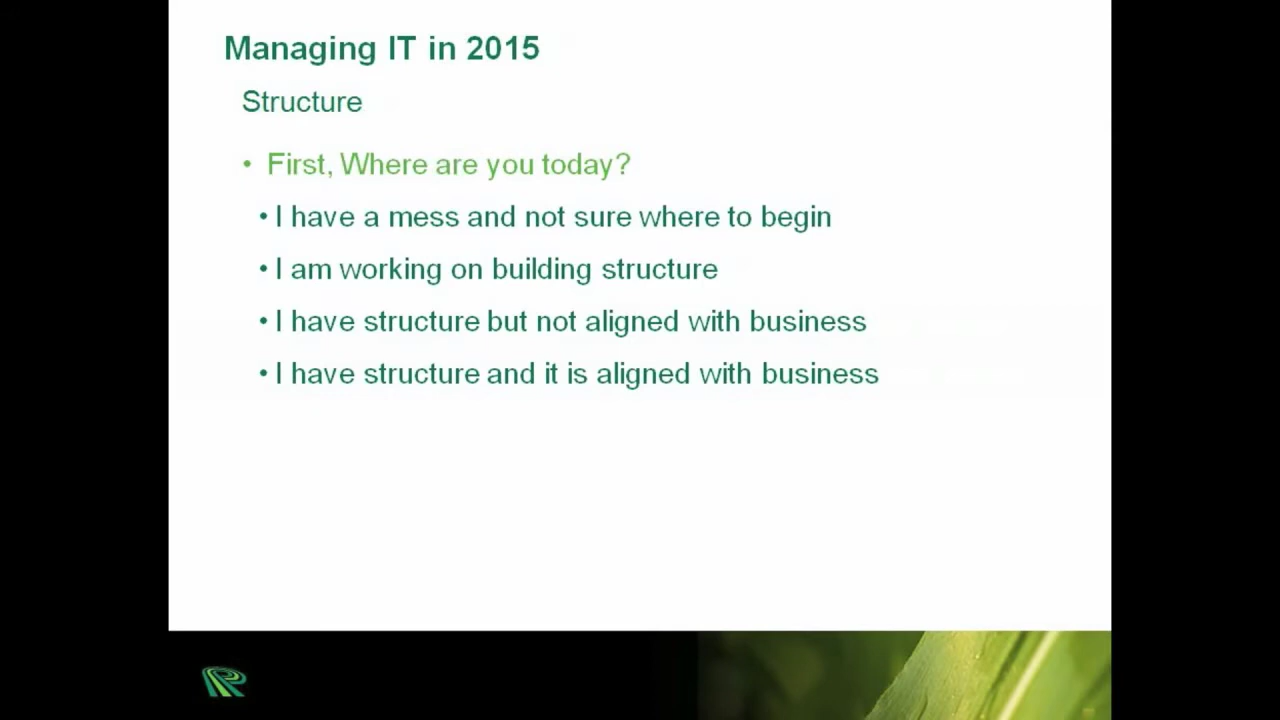 Managing IT in 2015
Structure
• First, Where are you today?
• I have a mess and not sure where to begin
• I am working on building structure
• I have structure but not aligned with business
• I have structure and it is aligned with business